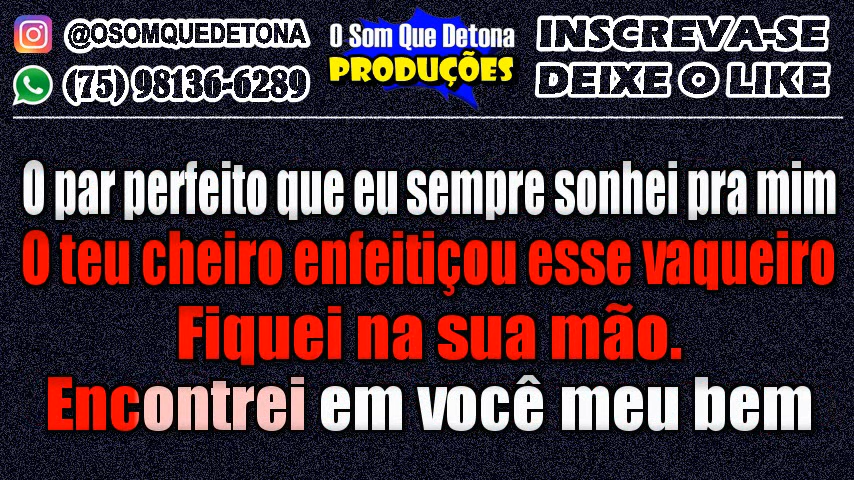 @OSOMQUEDETONA
(75) 98136-6289
O Som Que Detona
PRODUÇÕES
INSCREVA-SE
DEIXE O LIKE
O par perfeito que eu sempre sonhei pra mim
O teu cheiro enfeitiçou esse vaqueiro
Fiquei na sua mão.
Encontrei em você meu bem